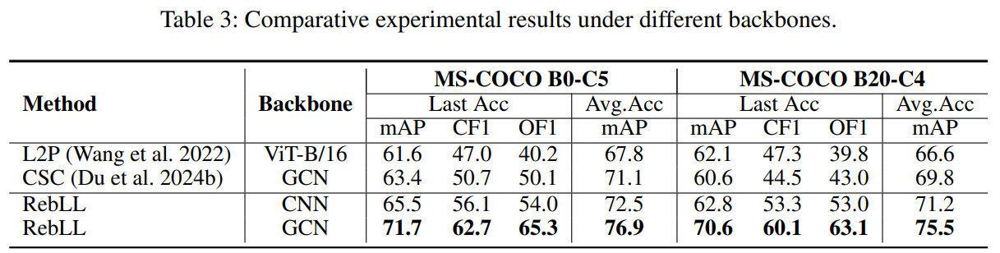 Table 3: Comparative experimental results under different backbones.
Method Backbone MS-COCO B0-C5 MS-COCO B20-C4
Last Acc Avg.Acc Last Acc Avg.Acc
mAP CF1 OF1 mAP mAP CF1 OF1 mAP
L2P (Wang et al. 2022) ViT-B/16 61.6 47.0 40.2 67.8 62.1 47.3 39.8 66.6
CSC (Du et al. 2024b) GCN 63.4 50.7 50.1 71.1 60.6 44.5 43.0 69.8
RebLL CNN 65.5 56.1 54.0 72.5 62.8 53.3 53.0 71.2
RebLL GCN 71.7 62.7 65.3 76.9 70.6 60.1 63.1 75.5